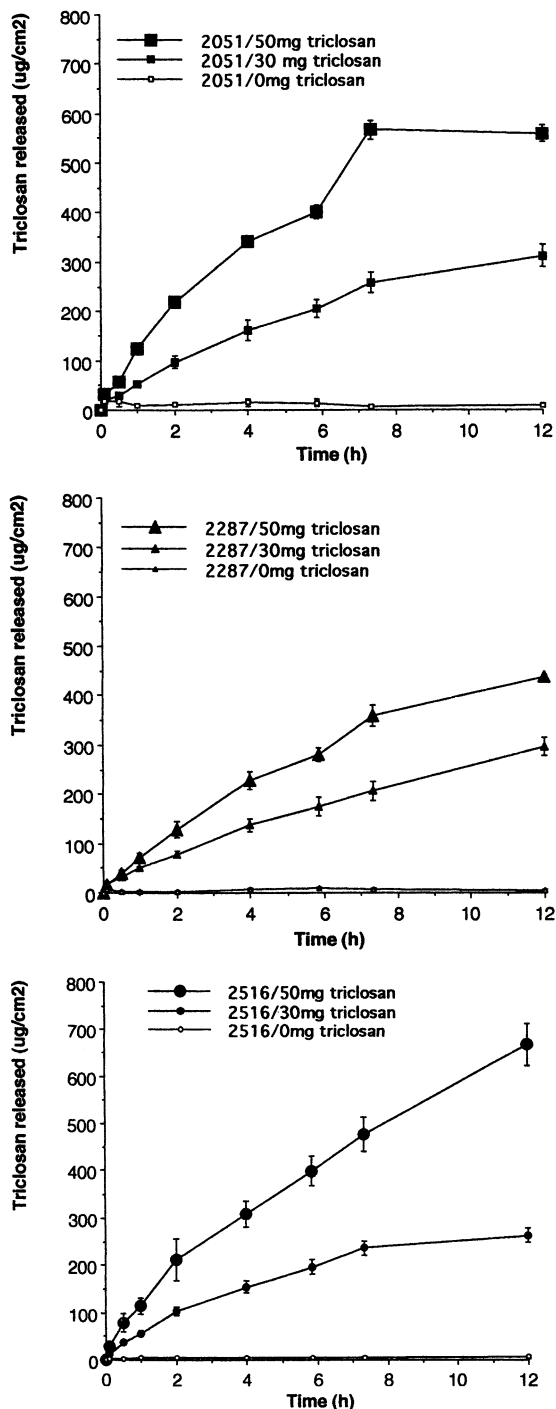 800
700
600
500
400
300
200
100
0
Triclosan released (ug/cm2)
2051/50mg triclosan
2051/30 mg triclosan
2051/0mg triclosan
0 2 4 6 8 10 12
Time (h)
800
700
600
500
400
300
200
100
0
Triclosan released (ug/cm2)
2287/50mg triclosan
2287/30mg triclosan
2287/0mg triclosan
0 2 4 6 8 10 12
Time (h)
800
700
600
500
400
300
200
100
0
Triclosan released (ug/cm2)
2516/50mg triclosan
2516/30mg triclosan
2516/0mg triclosan
0 2 4 6 8 10 12
Time (h)